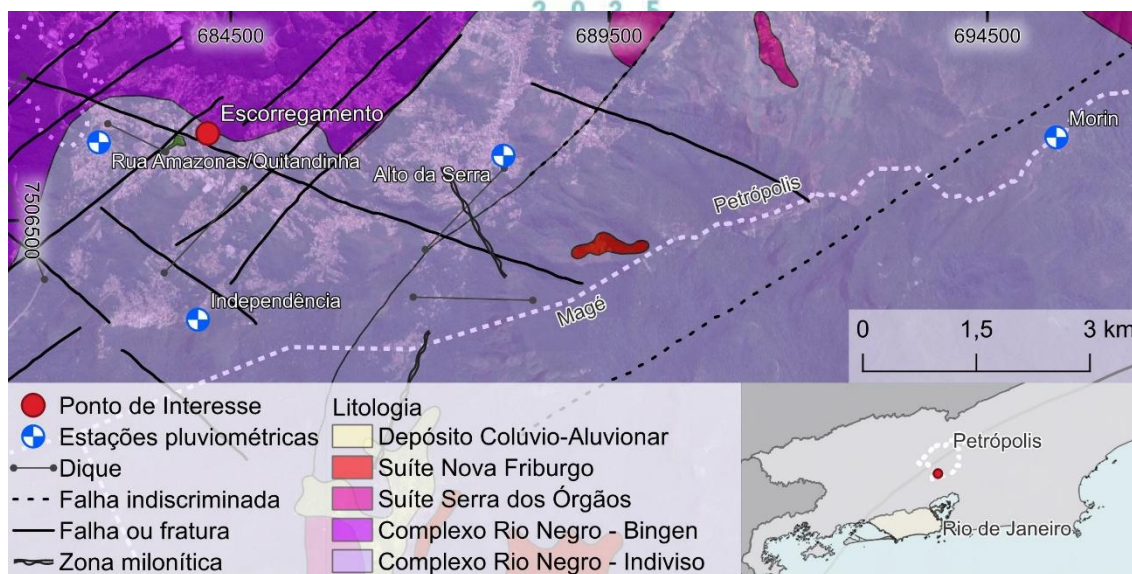 2 0 2 5
684500
689500
694500
Escorregamento
Morin
Rua Amazonas/Quitandinha
Alto da Serra
Petrópolis
7506500
Independência
Magé
0 1,5 3 km
Ponto de Interesse
Estações pluviométricas
Dique
Falha indiscriminada
Falha ou fratura
Zona milonítica
Litologia
Depósito Colúvio-Aluvionar
Suíte Nova Friburgo
Suíte Serra dos Órgãos
Complexo Rio Negro - Bingen
Complexo Rio Negro - Indiviso
Petrópolis
Rio de Janeiro